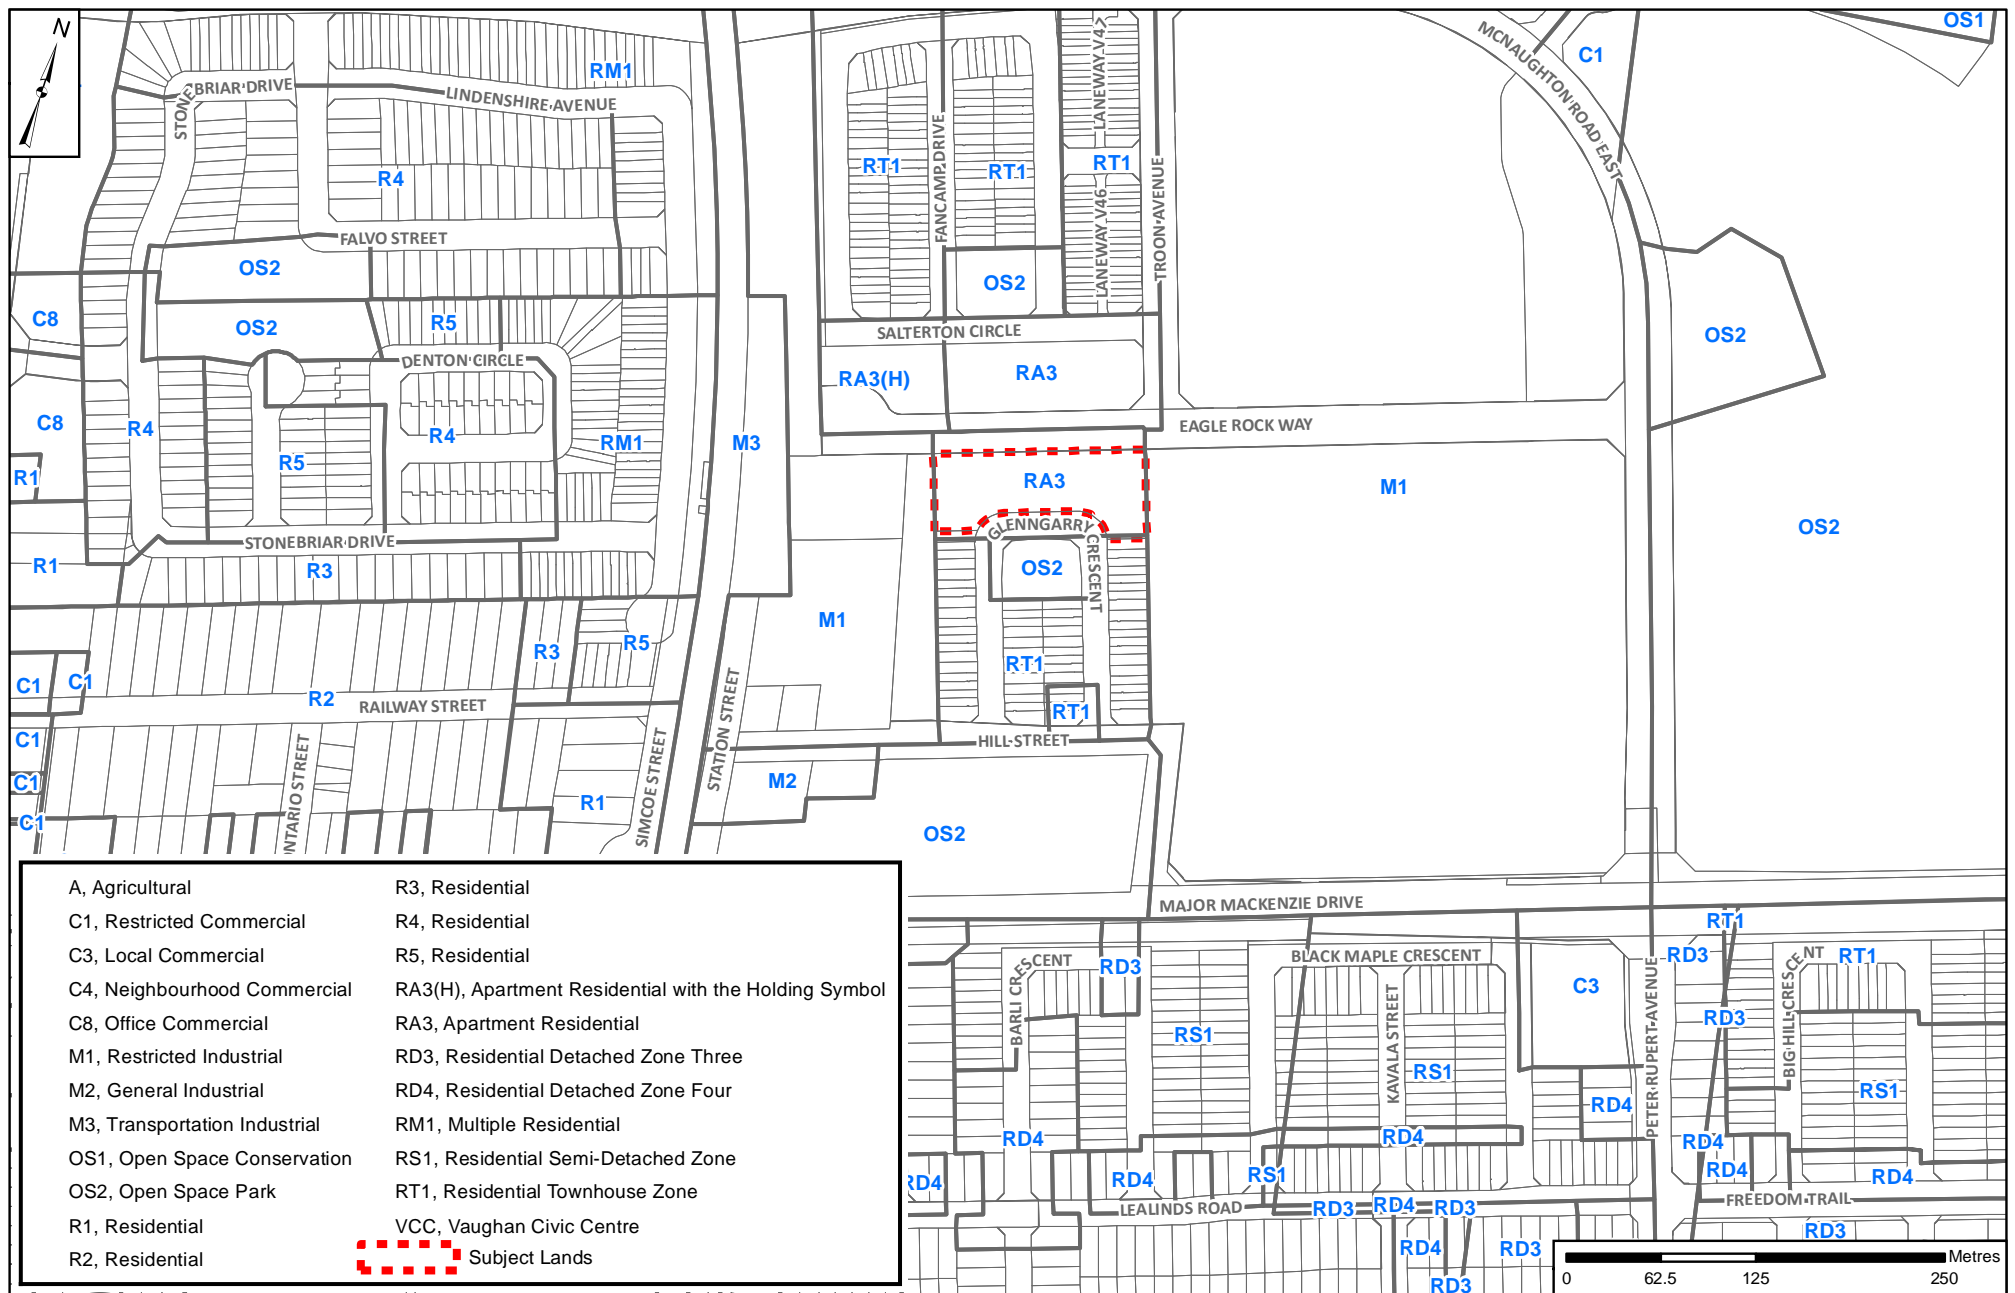 N
OS1
C1
MCNAUGHTON ROAD EAST
RM1
BRIAR DRIVE
STONE
LINDENSHIRE AVENUE
LANEWAY V47
RT1
RT1
RT1
R4
FANCAMP DRIVE
TROON AVENUE
LANEWAY V46
FALVO STREET
OS2
OS2
C8
OS2
R5
SALTERTON CIRCLE
OS2
DENTON CIRCLE
RA3(H)
RA3
C8
R4
R4
RM1
M3
EAGLE ROCK WAY
R5
R1
RA3
M1
OS2
GLENNGARRY
CRESCENT
STONEBRIAR DRIVE
R1
R3
OS2
M1
R3
R5
RT1
C1
C1
R2
RAILWAY STREET
RT1
C1
HILL STREET
STATION STREET
SIMCOE STREET
ONTARIO STREET
C1
M2
R1
C1
OS2
A, Agricultural
C1, Restricted Commercial
C3, Local Commercial
C4, Neighbourhood Commercial
C8, Office Commercial
M1, Restricted Industrial
M2, General Industrial
M3, Transportation Industrial
OS1, Open Space Conservation
OS2, Open Space Park
R1, Residential
R2, Residential
R3, Residential
R4, Residential
R5, Residential
RA3(H), Apartment Residential with the Holding Symbol
RA3, Apartment Residential
RD3, Residential Detached Zone Three
RD4, Residential Detached Zone Four
RM1, Multiple Residential
RS1, Residential Semi-Detached Zone
RT1, Residential Townhouse Zone
VCC, Vaughan Civic Centre
Subject Lands
MAJOR MACKENZIE DRIVE
RT1
BARLI CRESCENT
RD3
BLACK MAPLE CRESCENT
RD3
RT1
C3
BIG HILL CRESCENT
RD3
RS1
KAVALA STREET
RS1
PETER RUPERT AVENUE
RS1
RD4
RD4
RD4
RD4
RD4
RD4
RS1
RD4
RD4
LEALINDS ROAD
RD3
RD4
RD3
FREEDOM TRAIL
RD3
RD4
RD3
RD3
Metres
0
62.5
125
250